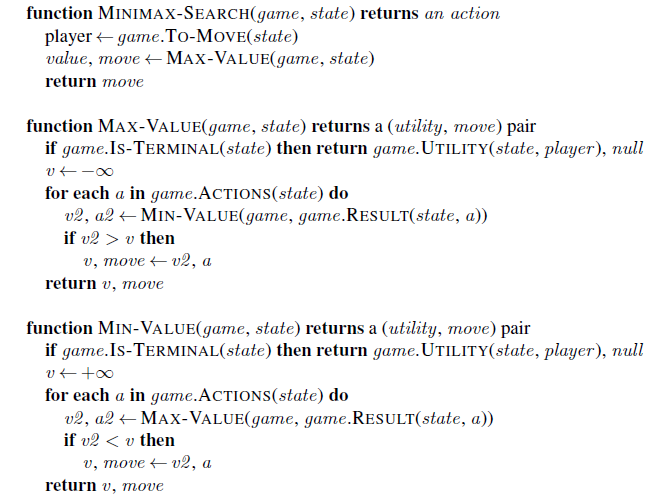 function MINIMAX-SEARCH(game, state) returns an action
player ← game.TO-MOVE(state)
value, move ← MAX-VALUE(game, state)
return move
function MAX-VALUE(game, state) returns a (utility, move) pair
if game.IS-TERMINAL(state) then return game.UTILITY(state, player), null
v ← −∞
for each a in game.ACTIONS(state) do
v2, a2 ← MIN-VALUE(game, game.RESULT(state, a))
if v2 > v then
v, move ← v2, a
return v, move
function MIN-VALUE(game, state) returns a (utility, move) pair
if game.IS-TERMINAL(state) then return game.UTILITY(state, player), null
v ← +∞
for each a in game.ACTIONS(state) do
v2, a2 ← MAX-VALUE(game, game.RESULT(state, a))
if v2 < v then
v, move ← v2, a
return v, move